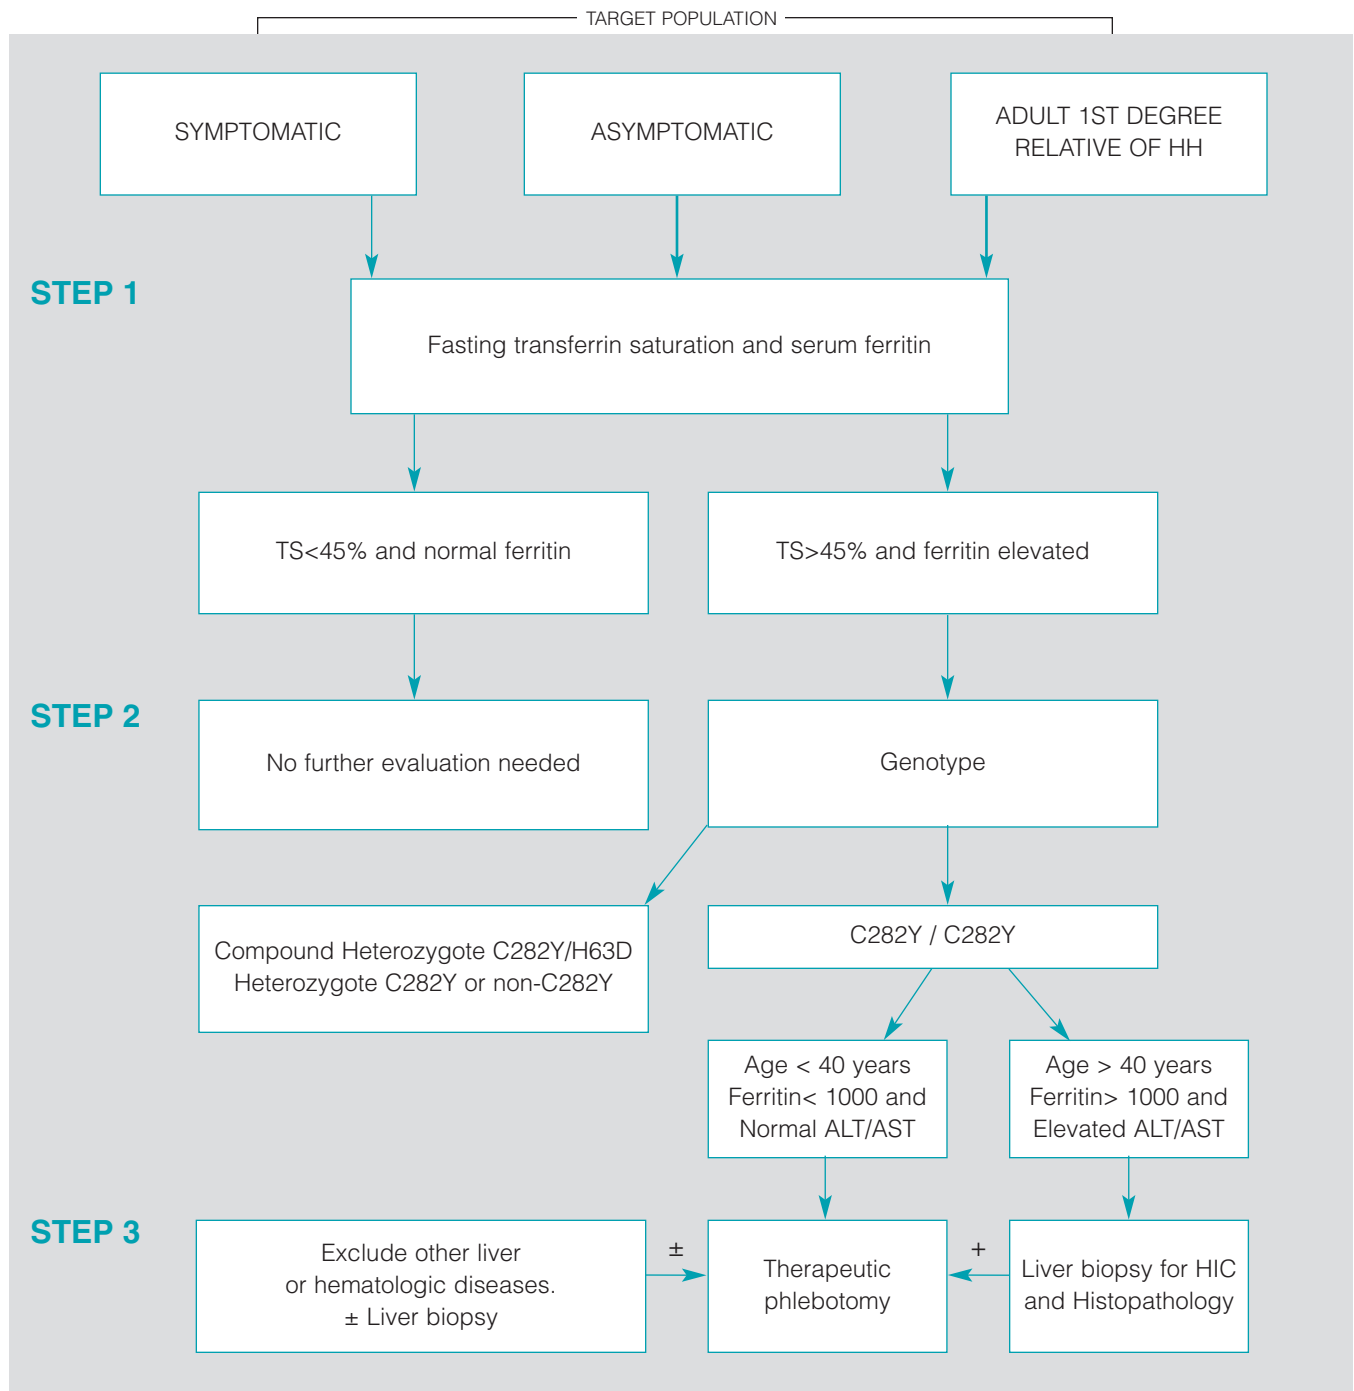 TARGET POPULATION
SYMPTOMATIC
ASYMPTOMATIC
ADULT 1ST DEGREE
RELATIVE OF HH
STEP 1
Fasting transferrin saturation and serum ferritin
TS<45% and normal ferritin
TS>45% and ferritin elevated
STEP 2
No further evaluation needed
Genotype
Compound Heterozygote C282Y/H63D
Heterozygote C282Y or non-C282Y
C282Y / C282Y
Age < 40 years
Ferritin< 1000 and
Normal ALT/AST
Age > 40 years
Ferritin> 1000 and
Elevated ALT/AST
STEP 3
Exclude other liver
or hematologic diseases.
± Liver biopsy
±
Therapeutic
phlebotomy
+
Liver biopsy for HIC
and Histopathology